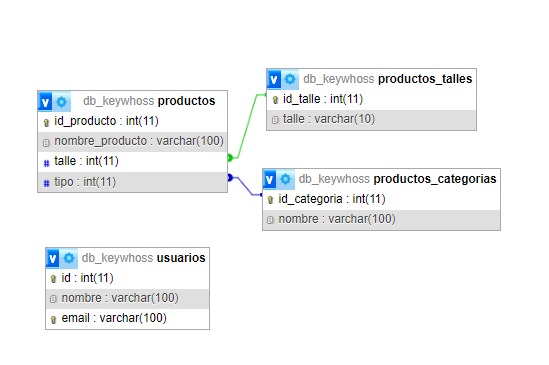 db_keywhoss productos
id_producto : int(11)
nombre_producto : varchar(100)
talle : int(11)
tipo : int(11)
db_keywhoss productos_talles
id_talle : int(11)
talle : varchar(10)
db_keywhoss productos_categorias
id_categoria : int(11)
nombre : varchar(100)
db_keywhoss usuarios
id : int(11)
nombre : varchar(100)
email : varchar(100)